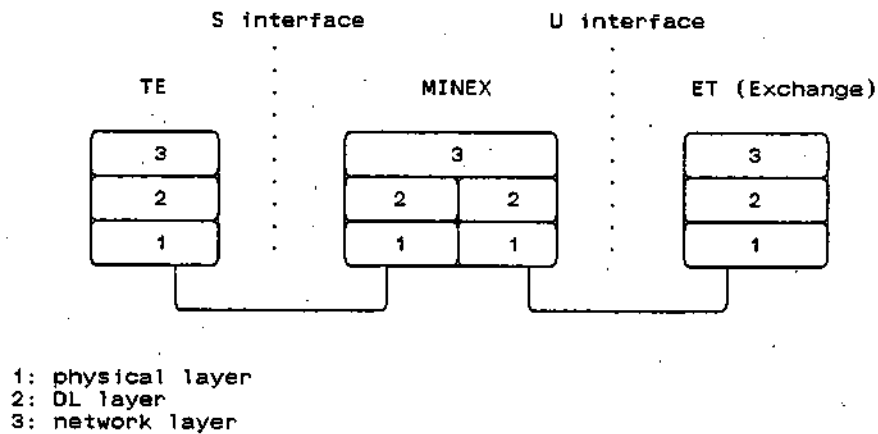 S interface U interface
TE MINEX ET (Exchange)
3 3 3
2 2 2 2
1 1 1 1
1: physical layer
2: DL layer
3: network layer